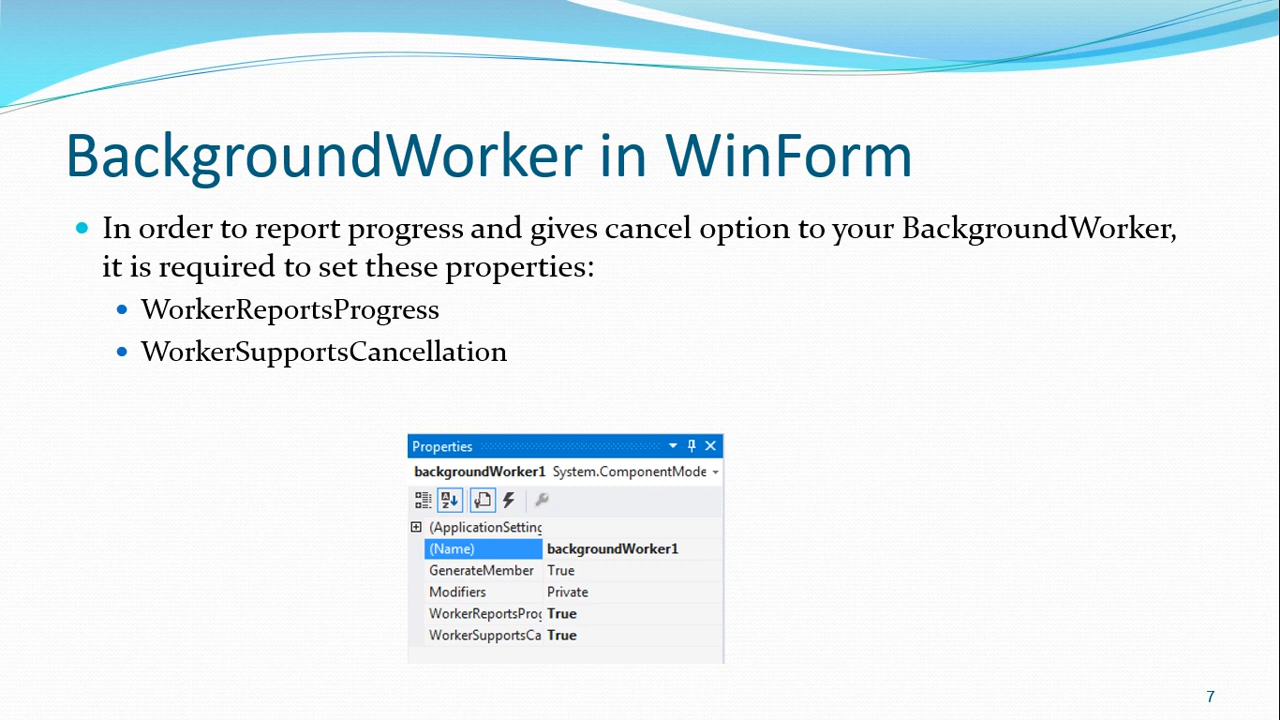 BackgroundWorker in WinForm
In order to report progress and gives cancel option to your BackgroundWorker,
it is required to set these properties:
WorkerReportsProgress
WorkerSupportsCancellation
Properties
backgroundWorker1 System.ComponentMode
(ApplicationSetting
(Name) backgroundWorker1
GenerateMember True
Modifiers Private
WorkerReportsProg True
WorkerSupportsCa True
7